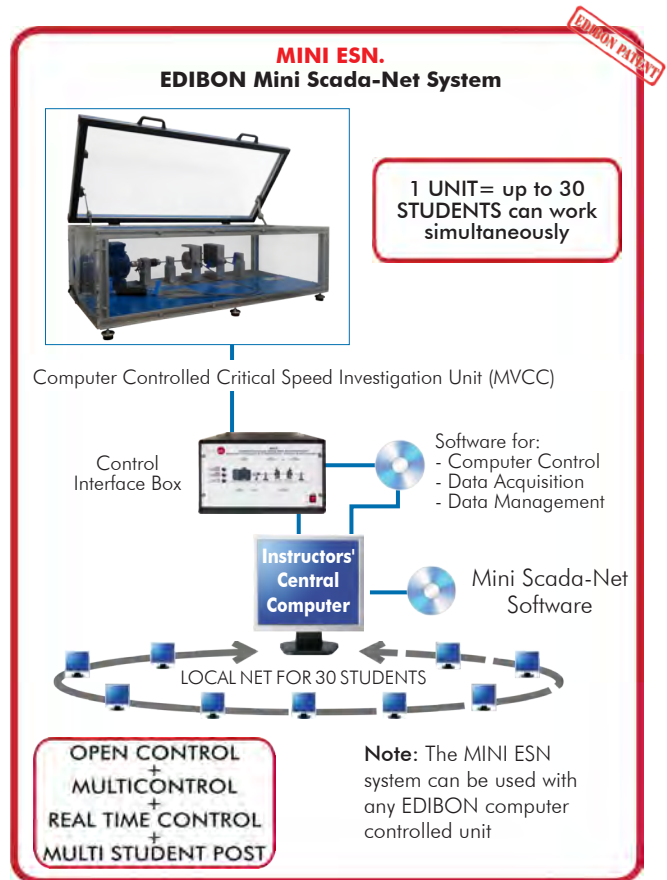 EDIBON PATENT
MINI ESN.
EDIBON Mini Scada-Net System
1 UNIT= up to 30
STUDENTS can work
simultaneously
Computer Controlled Critical Speed Investigation Unit (MVCC)
Control
Interface Box
Software for:
- Computer Control
- Data Acquisition
- Data Management
Instructors'
Central
Computer
Mini Scada-Net
Software
LOCAL NET FOR 30 STUDENTS
OPEN CONTROL
+
MULTICONTROL
+
REAL TIME CONTROL
+
MULTI STUDENT POST
Note: The MINI ESN
system can be used with
any EDIBON computer
controlled unit